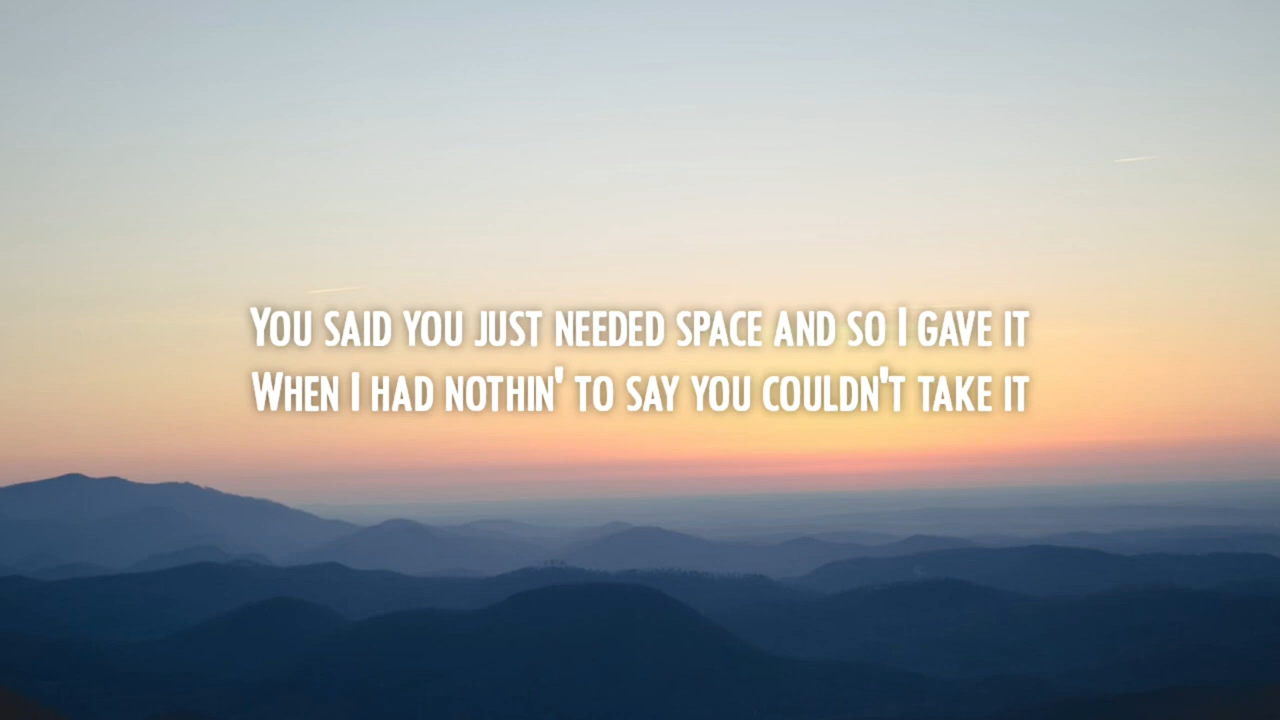 You said you just needed space and so I gave it
When I had nothin' to say you couldn't take it